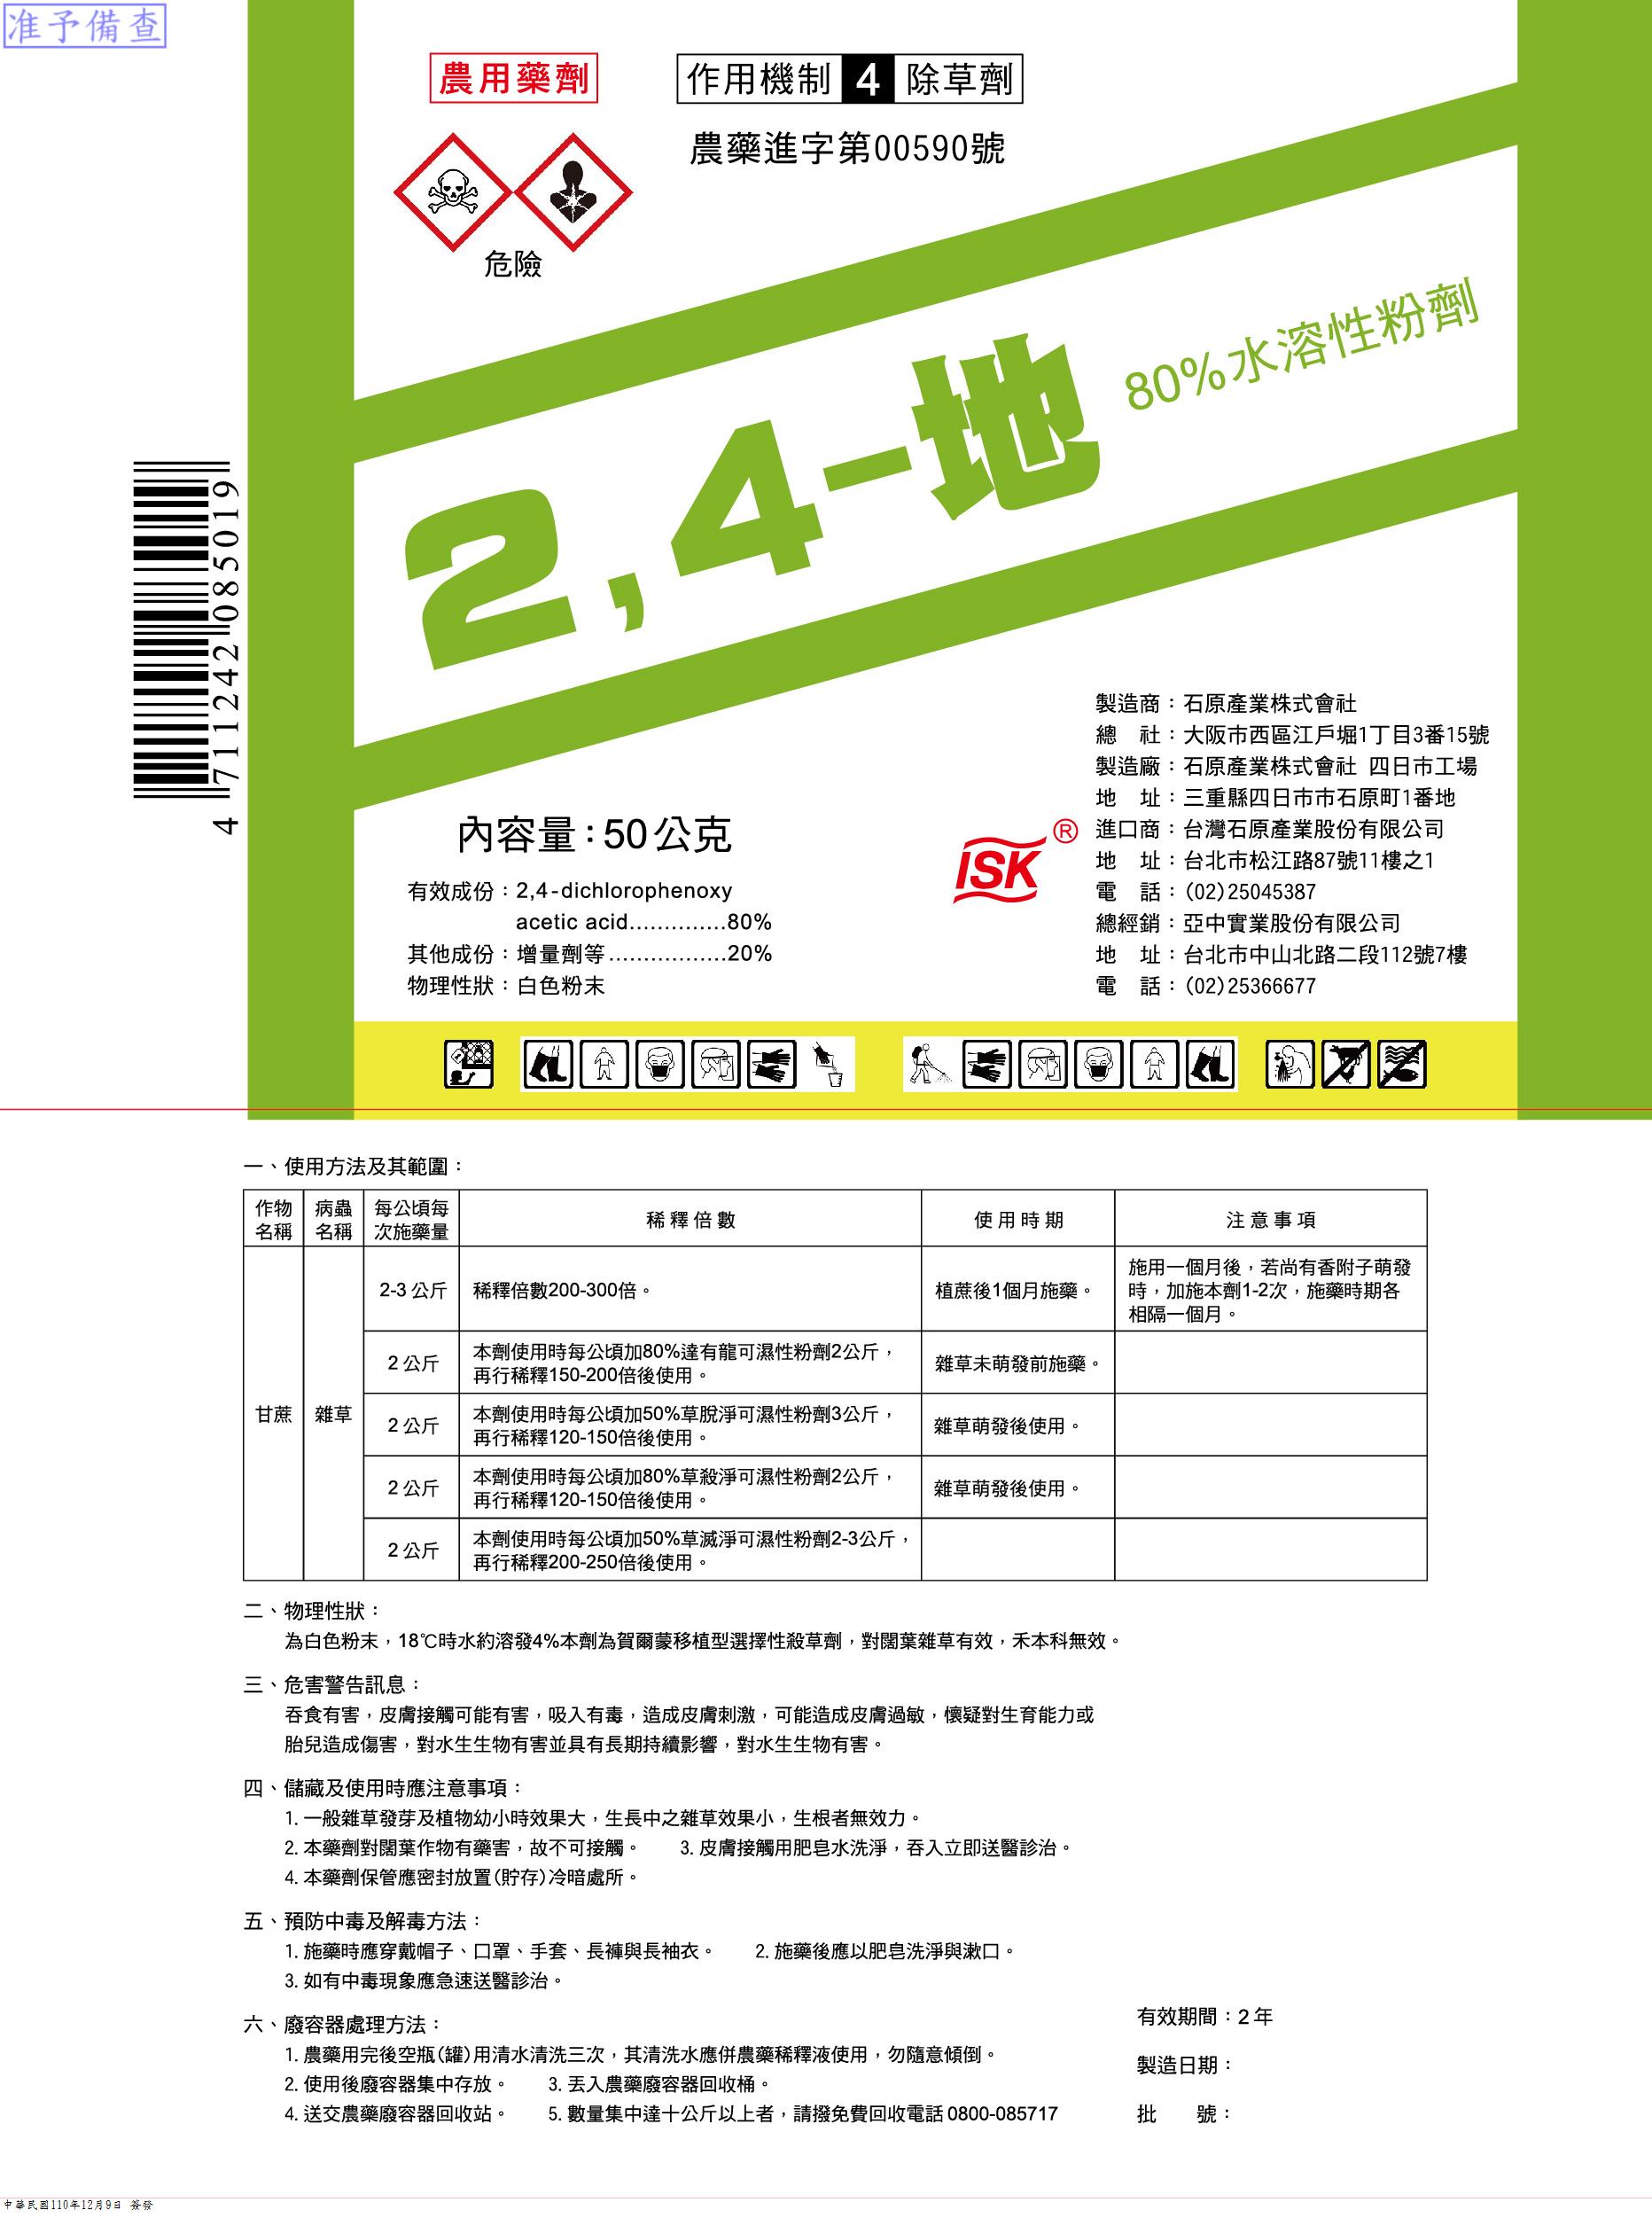 准予備查
農用藥劑
作用機制 4 除草劑
農藥進字第00590號
危險
2,4-地 80%水溶性粉劑
4 711242 085019
內容量:50公克
有效成份：2,4-dichlorophenoxy
acetic acid..............80%
其他成份：增量劑等.................20%
物理性狀：白色粉末
ISK ®
製造商：石原產業株式會社
總　社：大阪市西區江戶堀1丁目3番15號
製造廠：石原產業株式會社 四日市工場
地　址：三重縣四日市市石原町1番地
進口商：台灣石原產業股份有限公司
地　址：台北市松江路87號11樓之1
電　話：(02)25045387
總經銷：亞中實業股份有限公司
地　址：台北市中山北路二段112號7樓
電　話：(02)25366677
一、使用方法及其範圍：
作物名稱 病蟲名稱 每公頃每次施藥量 稀釋倍數 使用時期 注意事項
甘蔗 雜草
2-3 公斤 稀釋倍數200-300倍。 植蔗後1個月施藥。 施用一個月後，若尚有香附子萌發
時，加施本劑1-2次，施藥時期各
相隔一個月。
2 公斤 本劑使用時每公頃加80%達有龍可濕性粉劑2公斤，
再行稀釋150-200倍後使用。 雜草未萌發前施藥。
2 公斤 本劑使用時每公頃加50%草脫淨可濕性粉劑3公斤，
再行稀釋120-150倍後使用。 雜草萌發後使用。
2 公斤 本劑使用時每公頃加80%草殺淨可濕性粉劑2公斤，
再行稀釋120-150倍後使用。 雜草萌發後使用。
2 公斤 本劑使用時每公頃加50%草滅淨可濕性粉劑2-3公斤，
再行稀釋200-250倍後使用。
二、物理性狀：
為白色粉末，18℃時水約溶發4%本劑為賀爾蒙移植型選擇性殺草劑，對闊葉雜草有效，禾本科無效。
三、危害警告訊息：
吞食有害，皮膚接觸可能有害，吸入有毒，造成皮膚刺激，可能造成皮膚過敏，懷疑對生育能力或
胎兒造成傷害，對水生生物有害並具有長期持續影響，對水生生物有害。
四、儲藏及使用時應注意事項：
1. 一般雜草發芽及植物幼小時效果大，生長中之雜草效果小，生根者無效力。
2. 本藥劑對闊葉作物有藥害，故不可接觸。 3. 皮膚接觸用肥皂水洗淨，吞入立即送醫診治。
4. 本藥劑保管應密封放置(貯存)冷暗處所。
五、預防中毒及解毒方法：
1. 施藥時應穿戴帽子、口罩、手套、長褲與長袖衣。 2. 施藥後應以肥皂洗淨與漱口。
3. 如有中毒現象應急速送醫診治。
六、廢容器處理方法：
1. 農藥用完後空瓶(罐)用清水清洗三次，其清洗水應併農藥稀釋液使用，勿隨意傾倒。
2. 使用後廢容器集中存放。 3. 丟入農藥廢容器回收桶。
4. 送交農藥廢容器回收站。 5. 數量集中達十公斤以上者，請撥免費回收電話 0800-085717
有效期間：2 年
製造日期：
批　　號：
中華民國110年12月9日 簽發